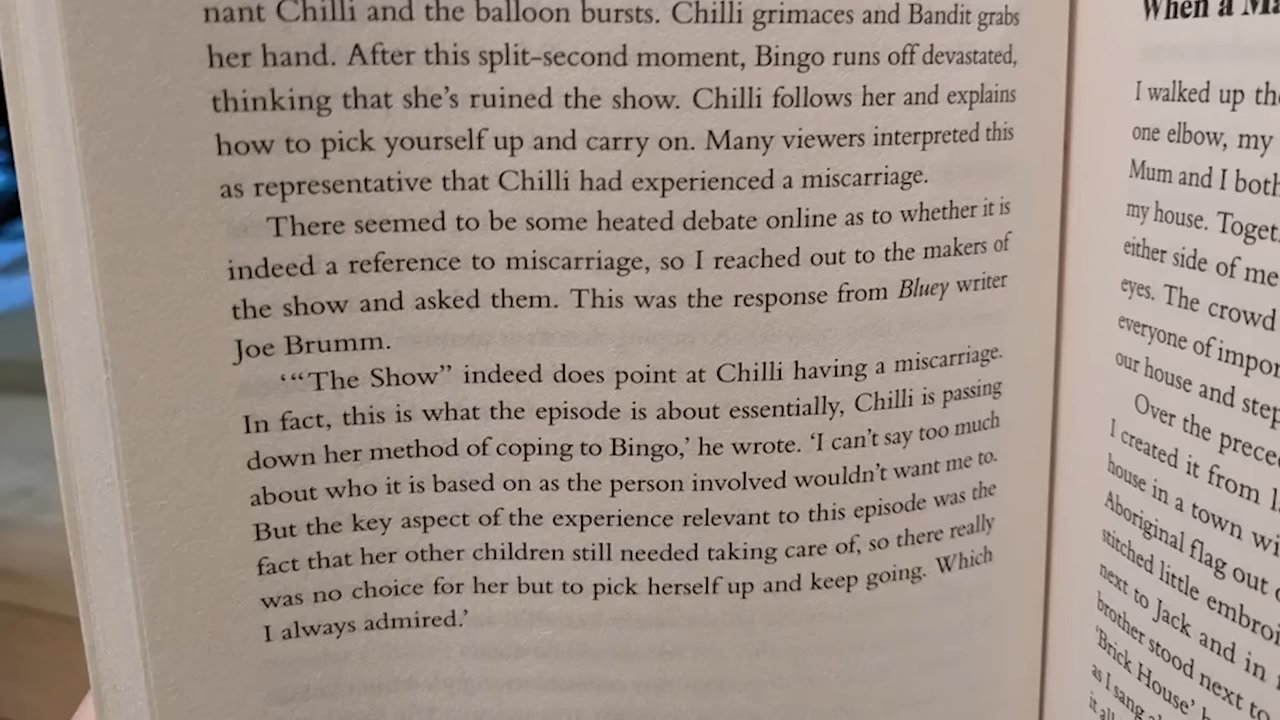 nant Chilli and the balloon bursts. Chilli grimaces and Bandit grabs
her hand. After this split-second moment, Bingo runs off devastated,
thinking that she's ruined the show. Chilli follows her and explains
how to pick yourself up and carry on. Many viewers interpreted this
as representative that Chilli had experienced a miscarriage.
There seemed to be some heated debate online as to whether it is
indeed a reference to miscarriage, so I reached out to the makers of
the show and asked them. This was the response from Bluey writer
Joe Brumm.
'“The Show” indeed does point at Chilli having a miscarriage.
In fact, this is what the episode is about essentially, Chilli is passing
down her method of coping to Bingo,' he wrote. 'I can't say too much
about who it is based on as the person involved wouldn't want me to.
But the key aspect of the experience relevant to this episode was the
fact that her other children still needed taking care of, so there really
was no choice for her but to pick herself up and keep going. Which
I always admired.'
When a
I walked up
one elbow, my
Mum and I
my house.
either side of me
eyes. The crowd
everyone of
our house and
Over the
I created it from
house in a town
Aboriginal flag out
stitched little
next to Jack and in
brother stood next to
'Brick House'
as I sang